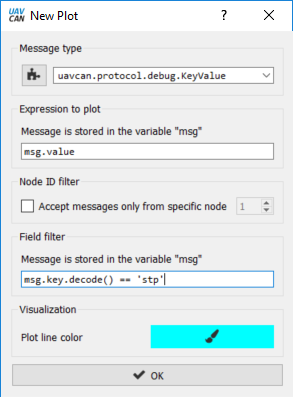 UAV
CAN
New Plot
?
Message type
uavcan.protocol.debug.KeyValue
Expression to plot
Message is stored in the variable "msg"
msg.value
Node ID filter
Accept messages only from specific node
1
Field filter
Message is stored in the variable "msg"
msg.key.decode() == 'stp'
Visualization
Plot line color
OK